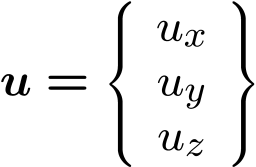 u_x
u = { u_y }
u_z